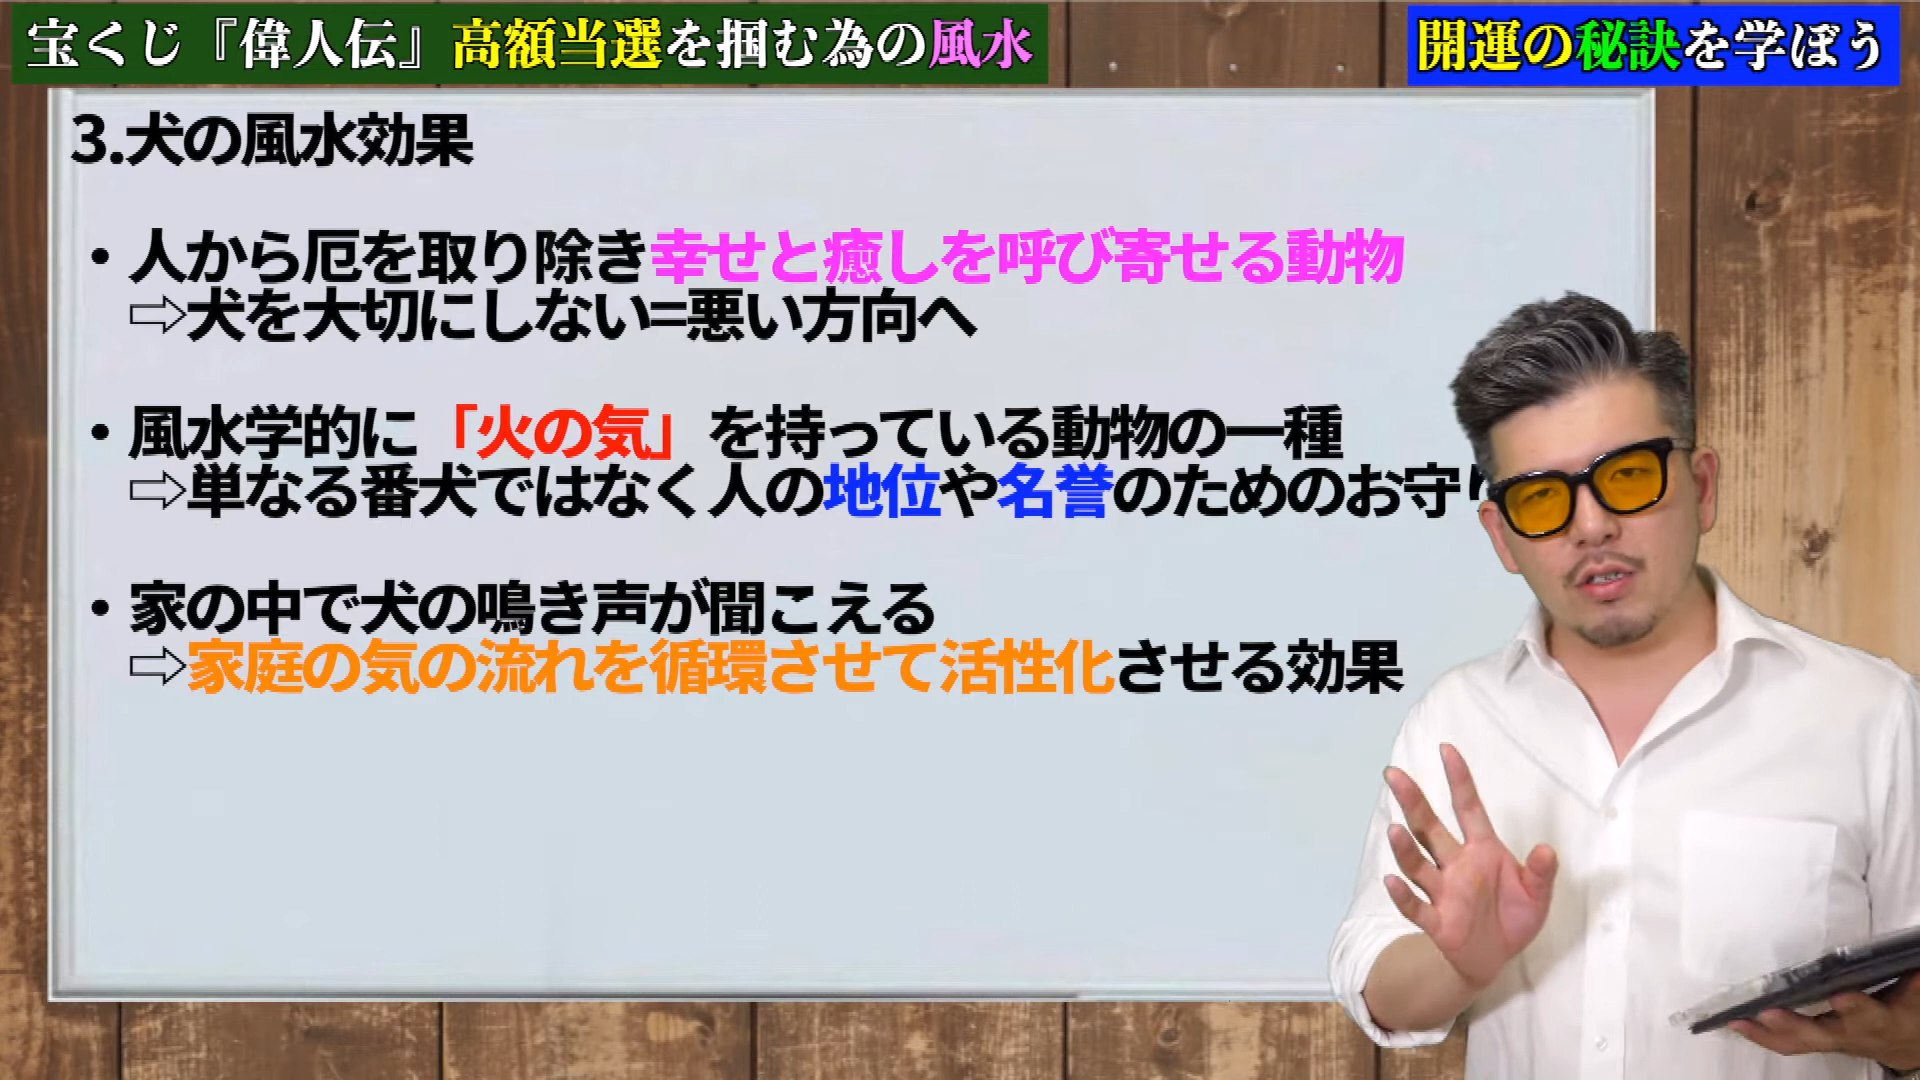 宝くじ『偉人伝』高額当選を掴む為の風水
開運の秘訣を学ぼう
3.犬の風水効果
・人から厄を取り除き幸せと癒しを呼び寄せる動物
⇨犬を大切にしない=悪い方向へ
・風水学的に「火の気」を持っている動物の一種
⇨単なる番犬ではなく人の地位や名誉のためのお守り
・家の中で犬の鳴き声が聞こえる
⇨家庭の気の流れを循環させて活性化させる効果